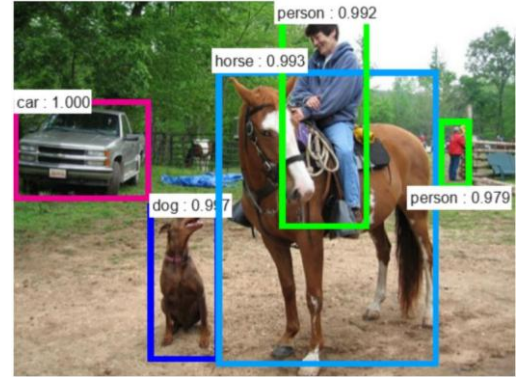 person : 0.992
horse : 0.993
car : 1.000
dog : 0.997
person : 0.979